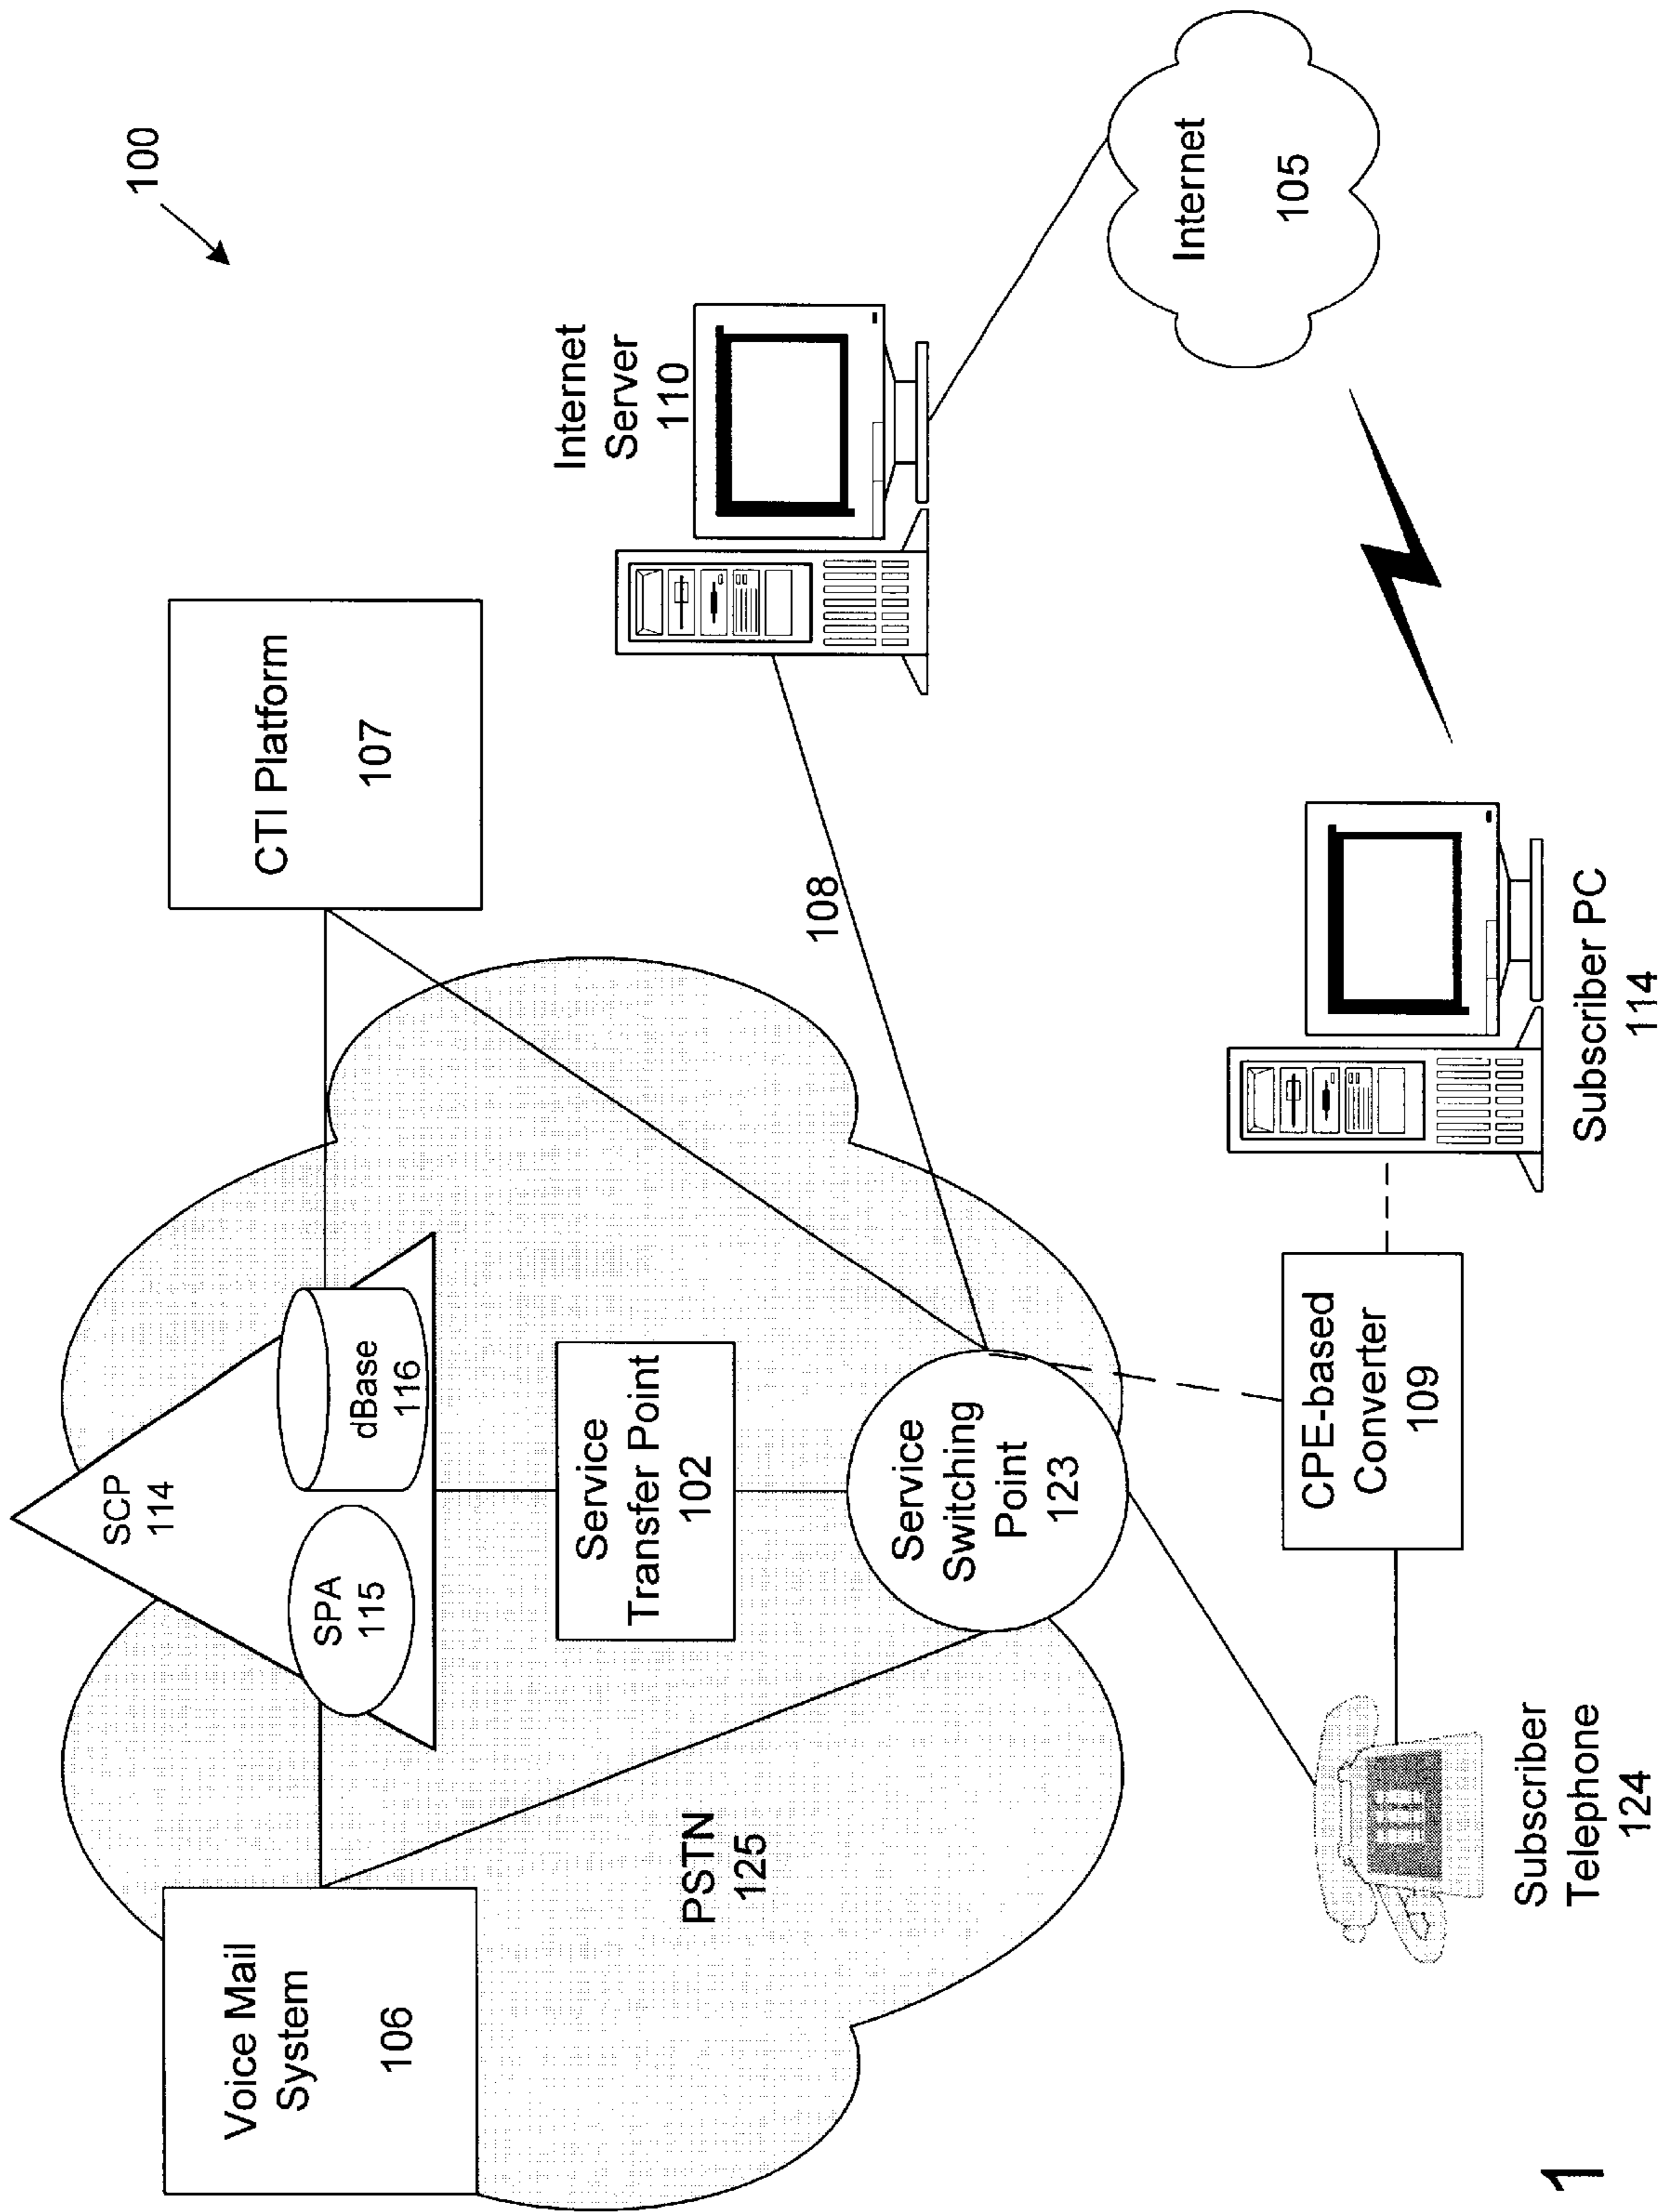 100
Voice Mail
System
106
SCP
114
SPA
115
dBase
116
CTI Platform
107
Service
Transfer Point
102
PSTN
125
Service
Switching
Point
123
108
Internet
Server
110
Internet
105
CPE-based
Converter
109
Subscriber
Telephone
124
Subscriber PC
114
1